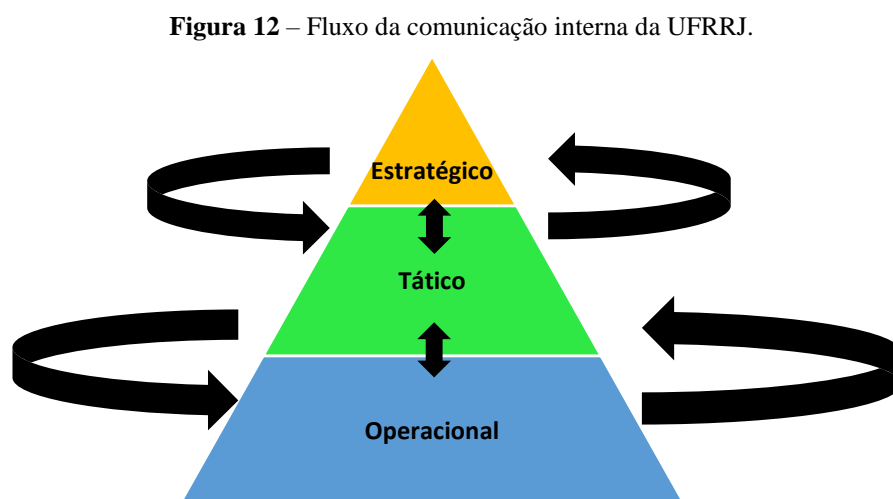 Figura 12 – Fluxo da comunicação interna da UFRRJ.
Estratégico
Tático
Operacional